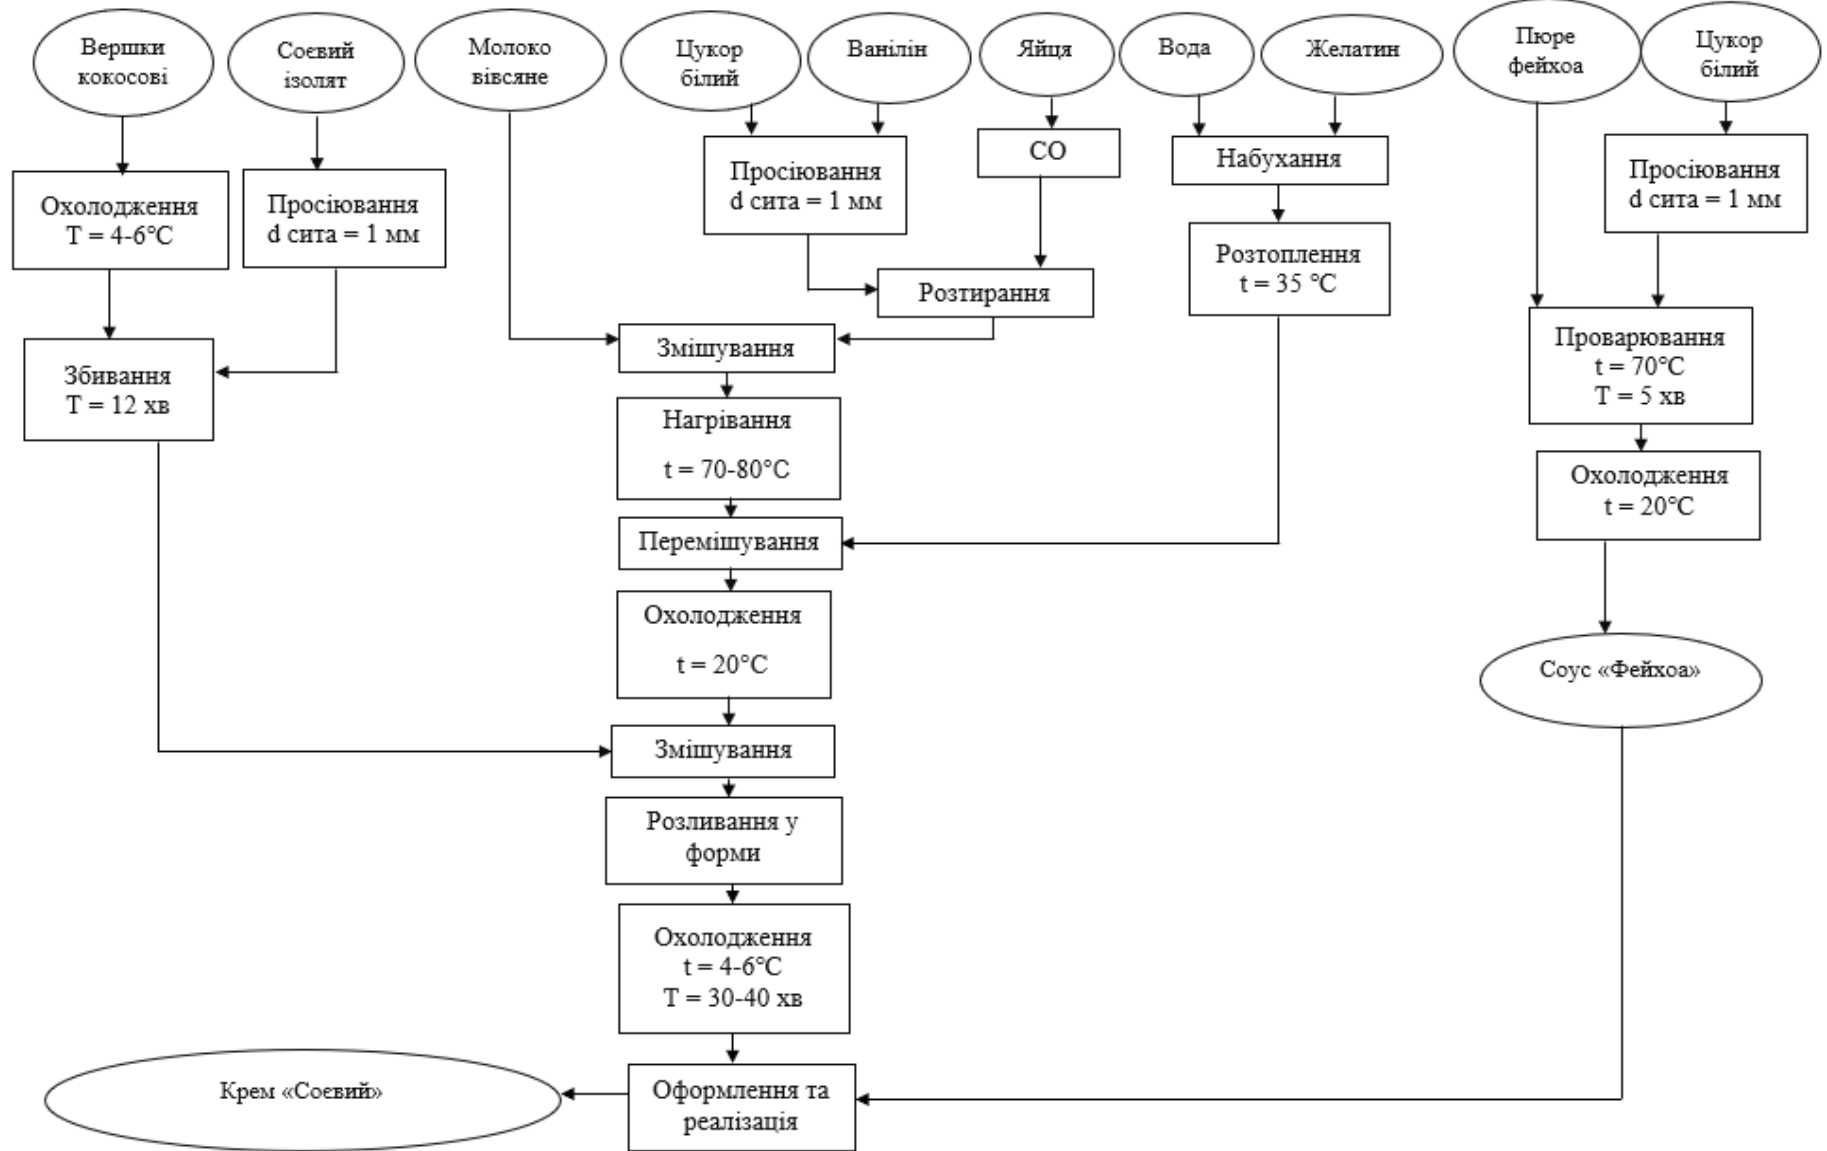 Вершки
кокосові
Соєвий
ізолят
Молоко
вівсяне
Цукор
білий
Ванілін
Яйця
Вода
Желатин
Пюре
фейхоа
Цукор
білий
Охолодження
T = 4-6°C
Просіювання
d сита = 1 мм
Просіювання
d сита = 1 мм
СО
Набухання
Просіювання
d сита = 1 мм
Розтирання
Розтоплення
t = 35 °C
Збивання
T = 12 хв
Змішування
Проварювання
t = 70°C
T = 5 хв
Нагрівання
t = 70-80°C
Охолодження
t = 20°C
Перемішування
Охолодження
t = 20°C
Соус «Фейхоа»
Змішування
Розливання у
форми
Охолодження
t = 4-6°C
T = 30-40 хв
Крем «Соєвий»
Оформлення та
реалізація